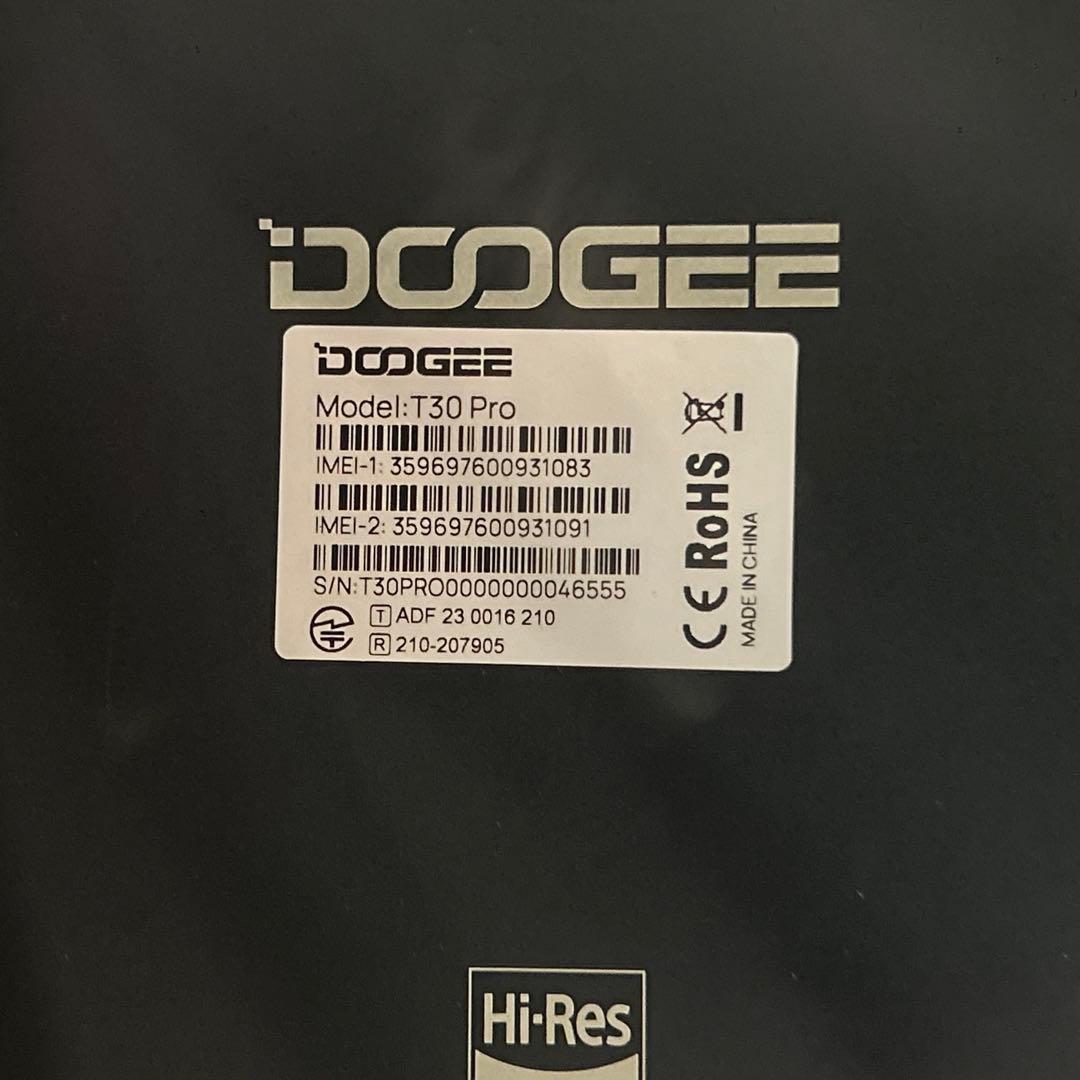 DOOGEE
DOOGEE
Model:T30 Pro
IMEI-1: 359697600931083
IMEI-2: 359697600931091
S/N:T30PRO0000000046555
T ADF 23 0016 210
R 210-207905
CE RoHS
MADE IN CHINA
Hi-Res